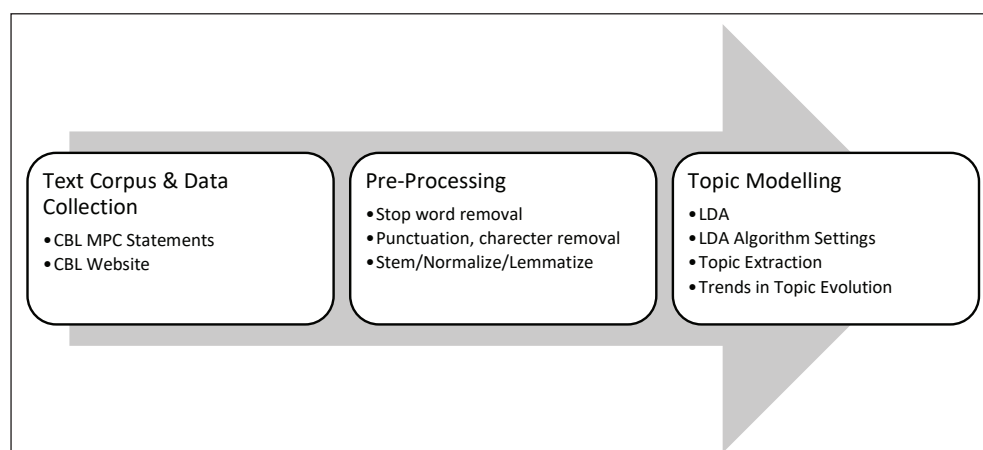 Text Corpus & Data
Collection
•CBL MPC Statements
•CBL Website
Pre-Processing
•Stop word removal
•Punctuation, charecter removal
•Stem/Normalize/Lemmatize
Topic Modelling
•LDA
•LDA Algorithm Settings
•Topic Extraction
•Trends in Topic Evolution